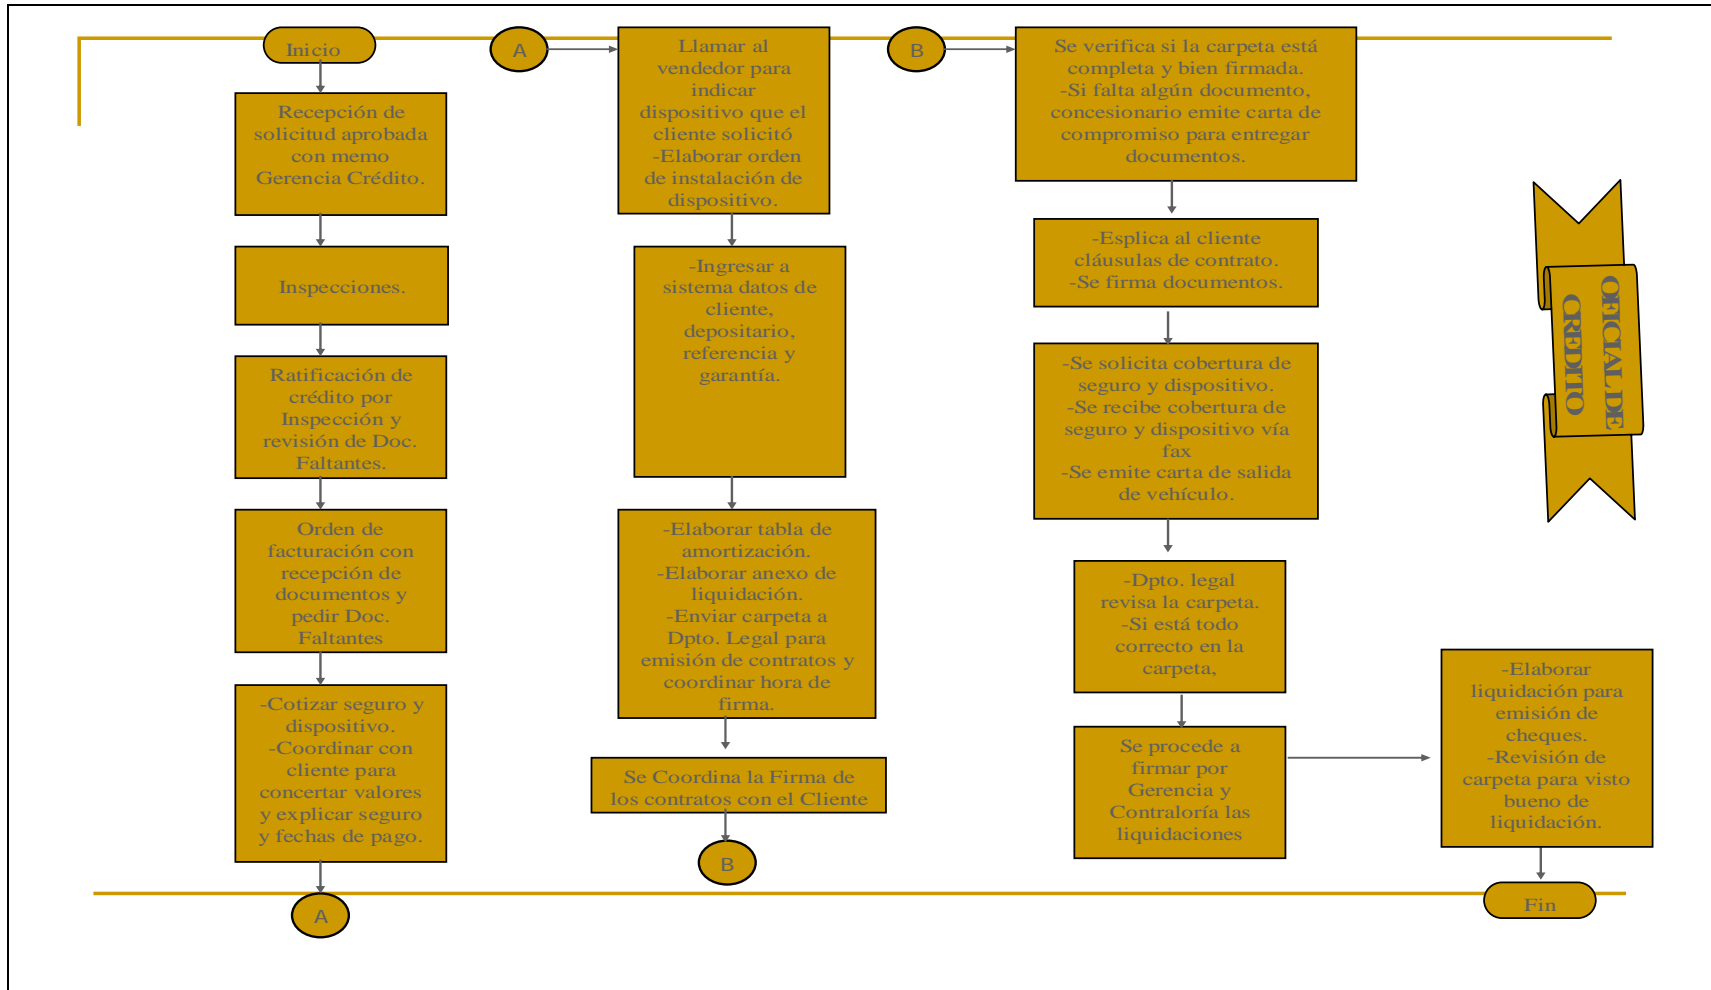 Inicio
Recepción de
solicitud aprobada
con memo
Gerencia Crédito.
Inspecciones.
Ratificación de
crédito por
Inspección y
revisión de Doc.
Faltantes.
Orden de
facturación con
recepción de
documentos y
pedir Doc.
Faltantes
-Cotizar seguro y
dispositivo.
-Coordinar con
cliente para
concertar valores
y explicar seguro
y fechas de pago.
A
A
Llamar al
vendedor para
indicar
dispositivo que el
cliente solicitó
-Elaborar orden
de instalación de
dispositivo.
-Ingresar a
sistema datos de
cliente,
depositario,
referencia y
garantía.
-Elaborar tabla de
amortización.
-Elaborar anexo de
liquidación.
-Enviar carpeta a
Dpto. Legal para
emisión de contratos y
coordinar hora de
firma.
Se Coordina la Firma de
los contratos con el Cliente
B
B
Se verifica si la carpeta está
completa y bien firmada.
-Si falta algún documento,
concesionario emite carta de
compromiso para entregar
documentos.
-Esplica al cliente
cláusulas de contrato.
-Se firma documentos.
-Se solicita cobertura de
seguro y dispositivo.
-Se recibe cobertura de
seguro y dispositivo vía
fax
-Se emite carta de salida
de vehículo.
-Dpto. legal
revisa la carpeta.
-Si está todo
correcto en la
carpeta,
Se procede a
firmar por
Gerencia y
Contraloría las
liquidaciones
-Elaborar
liquidación para
emisión de
cheques.
-Revisión de
carpeta para visto
bueno de
liquidación.
Fin
OFICIAL DE
CREDITO